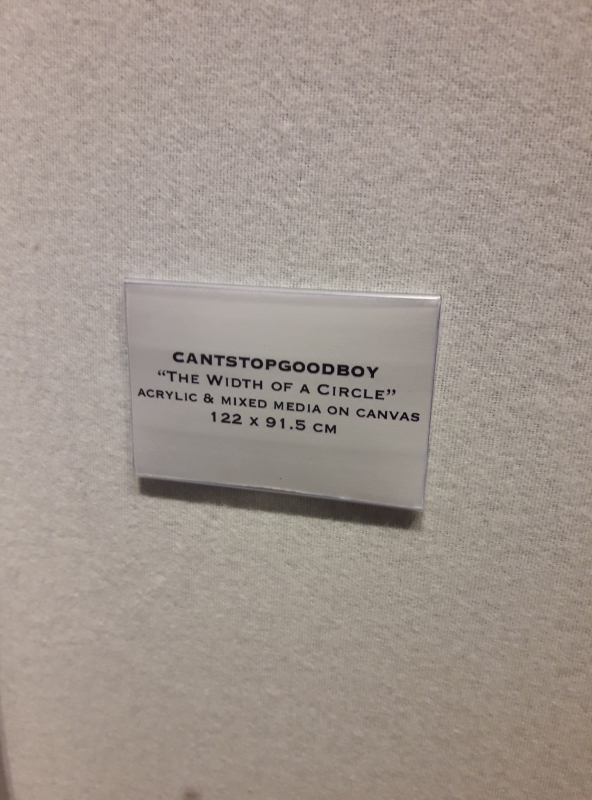 CANTSTOPGOODBOY
“THE WIDTH OF A CIRCLE”
ACRYLIC & MIXED MEDIA ON CANVAS
122 X 91.5 CM